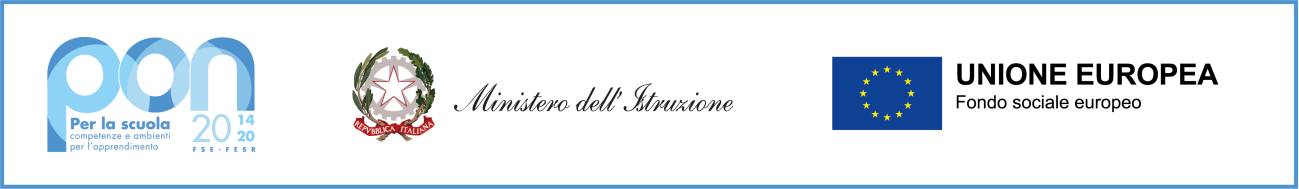 pon
Per la scuola
competenze e ambienti
per l'apprendimento
20
14
20
FSE-FESR
REPVBBLICA ITALIANA
Ministero dell'Istruzione
UNIONE EUROPEA
Fondo sociale europeo